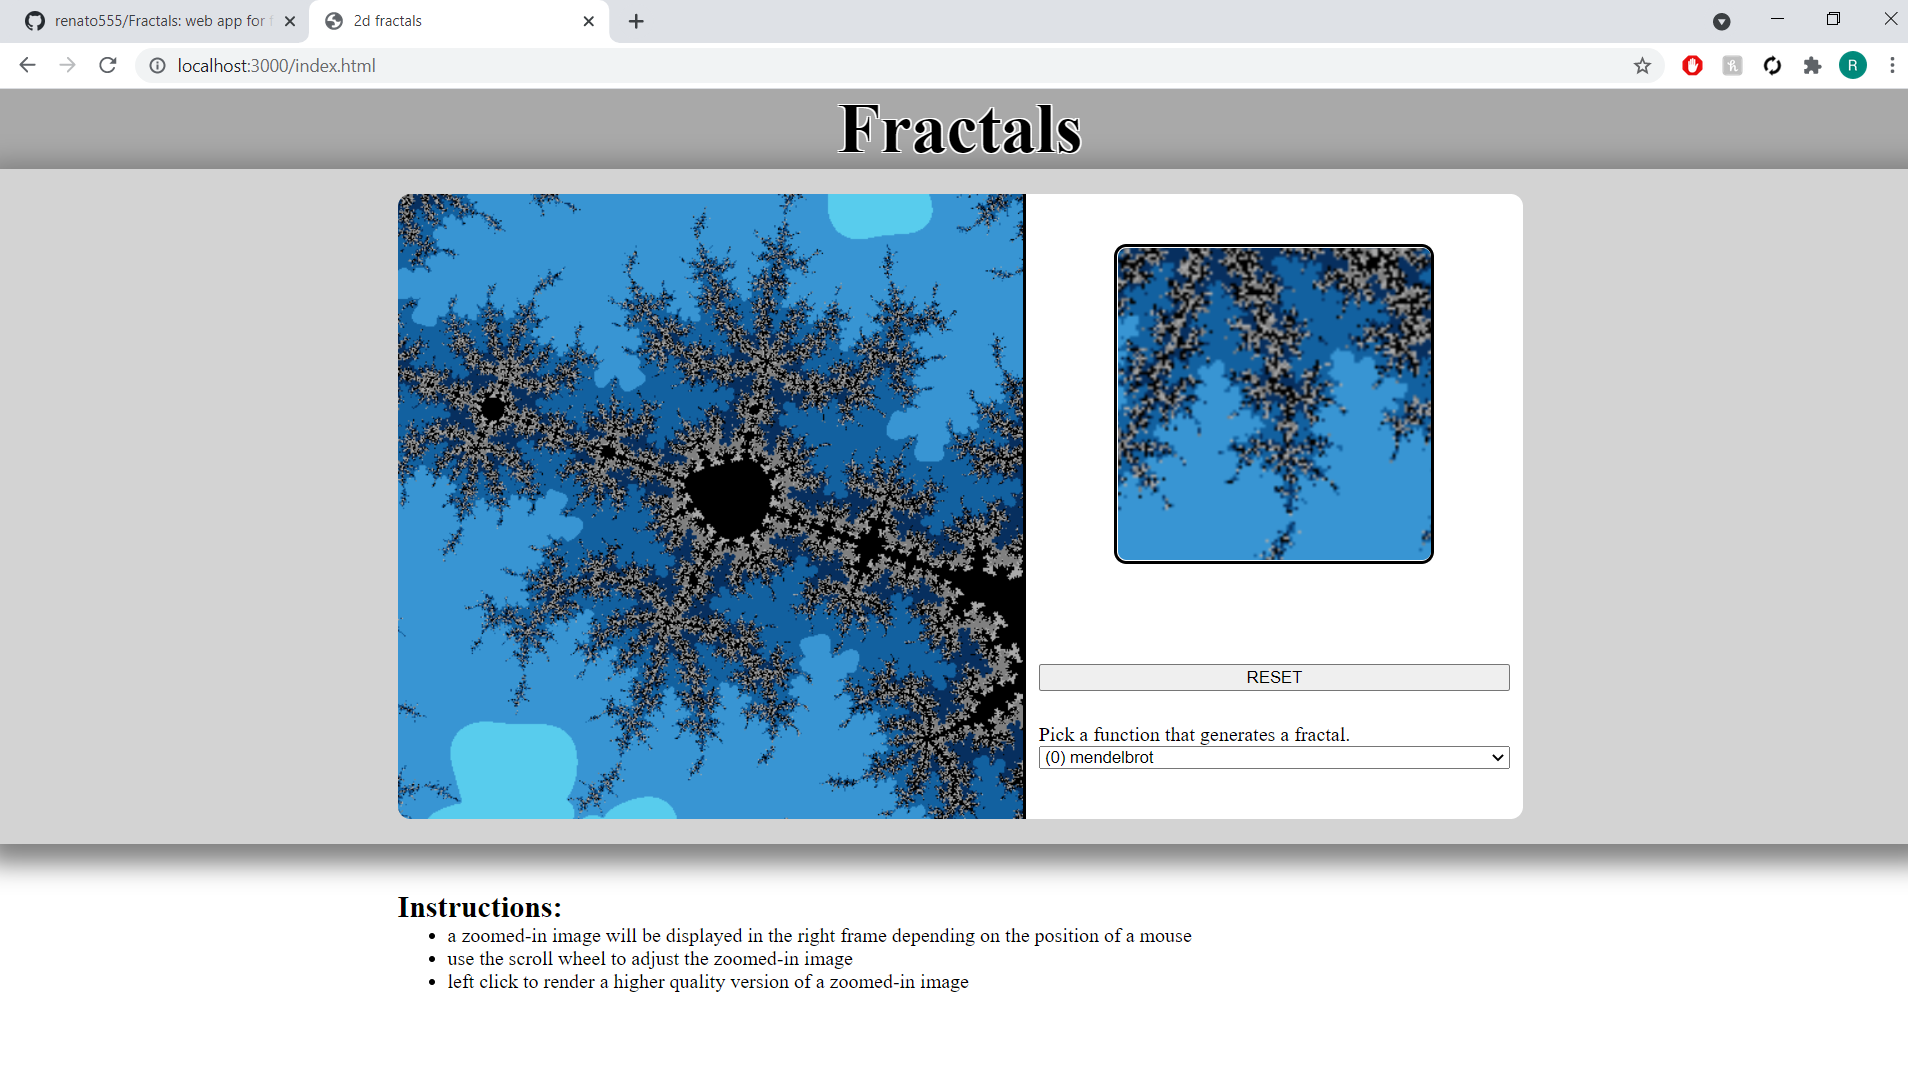 renato555/Fractals: web app for f
2d fractals
localhost:3000/index.html
R
Fractals
RESET
Pick a function that generates a fractal.
(0) mendelbrot
Instructions:
a zoomed-in image will be displayed in the right frame depending on the position of a mouse
use the scroll wheel to adjust the zoomed-in image
left click to render a higher quality version of a zoomed-in image